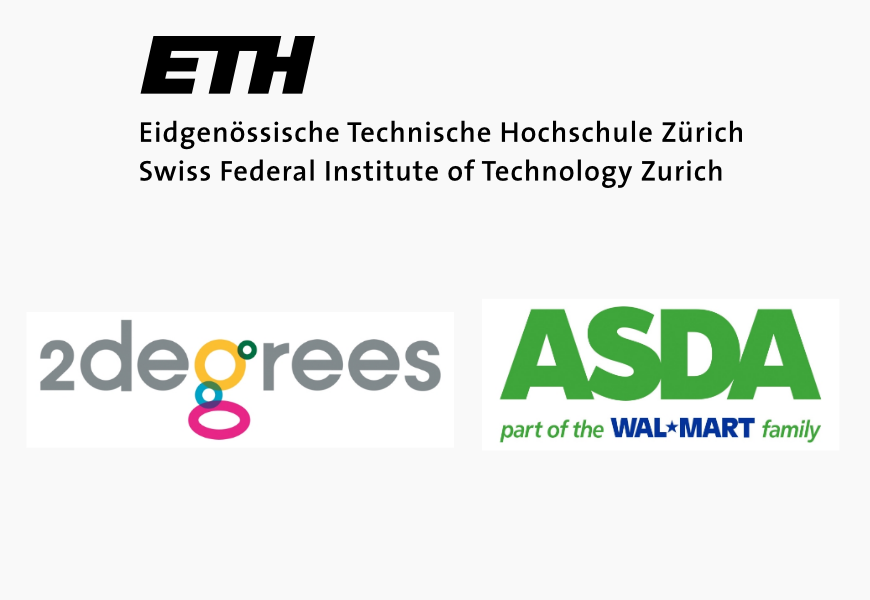 ETH
Eidgenössische Technische Hochschule Zürich
Swiss Federal Institute of Technology Zurich
2degrees
ASDA
part of the WAL★MART family